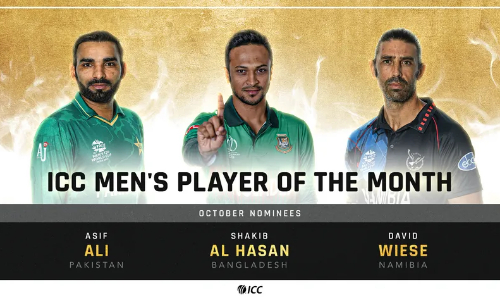 ICC MEN'S PLAYER OF THE MONTH
OCTOBER NOMINEES
ASIF
ALI
PAKISTAN
SHAKIB
AL HASAN
BANGLADESH
DAVID
WIESE
NAMIBIA
ICC